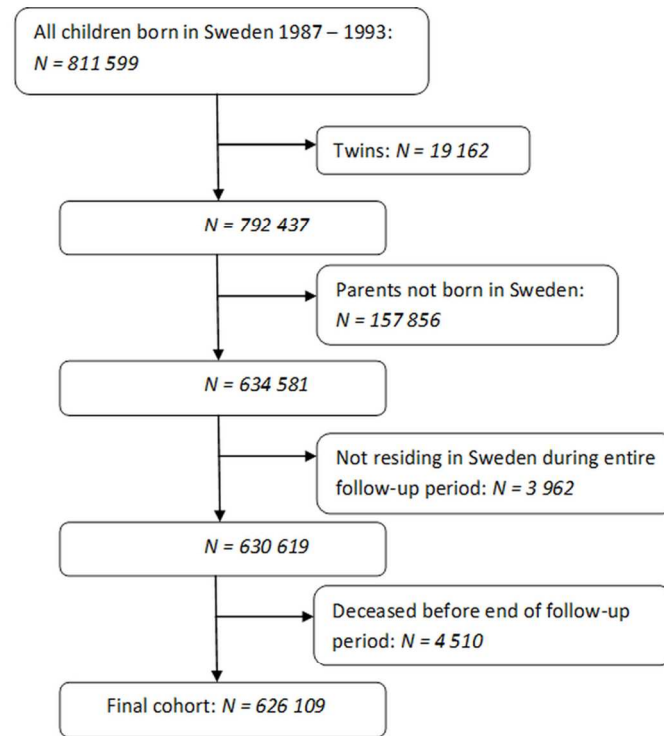 All children born in Sweden 1987 – 1993:
N = 811 599
Twins: N = 19 162
N = 792 437
Parents not born in Sweden:
N = 157 856
N = 634 581
Not residing in Sweden during entire
follow-up period: N = 3 962
N = 630 619
Deceased before end of follow-up
period: N = 4 510
Final cohort: N = 626 109